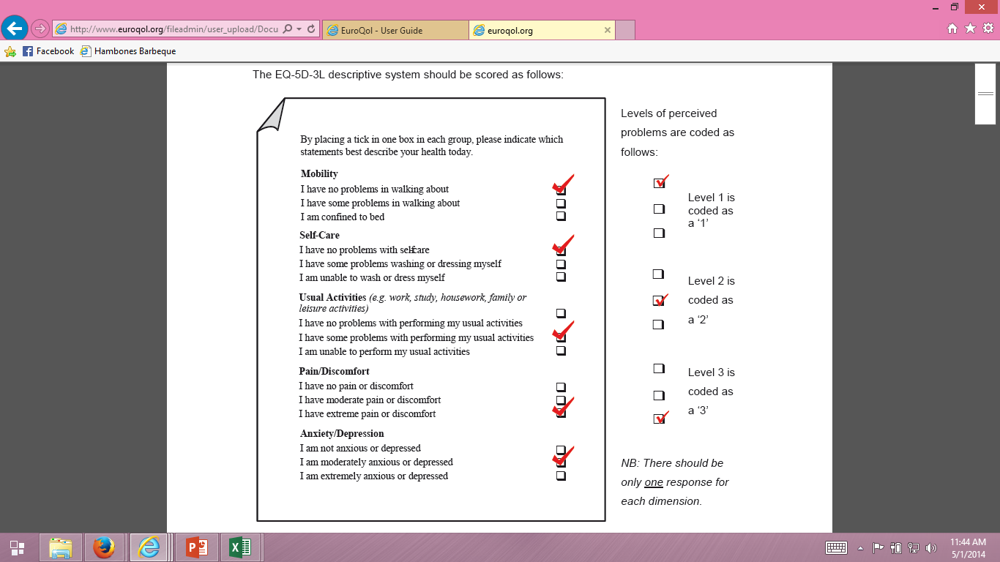 http://www.euroqol.org/fileadmin/user_upload/Docu
EuroQol - User Guide
euroqol.org
Facebook
Hambones Barbeque
The EQ-5D-3L descriptive system should be scored as follows:
By placing a tick in one box in each group, please indicate which
statements best describe your health today.
Mobility
I have no problems in walking about
I have some problems in walking about
I am confined to bed
Self-Care
I have no problems with self-care
I have some problems washing or dressing myself
I am unable to wash or dress myself
Usual Activities (e.g. work, study, housework, family or
leisure activities)
I have no problems with performing my usual activities
I have some problems with performing my usual activities
I am unable to perform my usual activities
Pain/Discomfort
I have no pain or discomfort
I have moderate pain or discomfort
I have extreme pain or discomfort
Anxiety/Depression
I am not anxious or depressed
I am moderately anxious or depressed
I am extremely anxious or depressed
Levels of perceived
problems are coded as
follows:
Level 1 is
coded as
a ‘1’
Level 2 is
coded as
a ‘2’
Level 3 is
coded as
a ‘3’
NB: There should be
only one response for
each dimension.
11:44 AM
5/1/2014